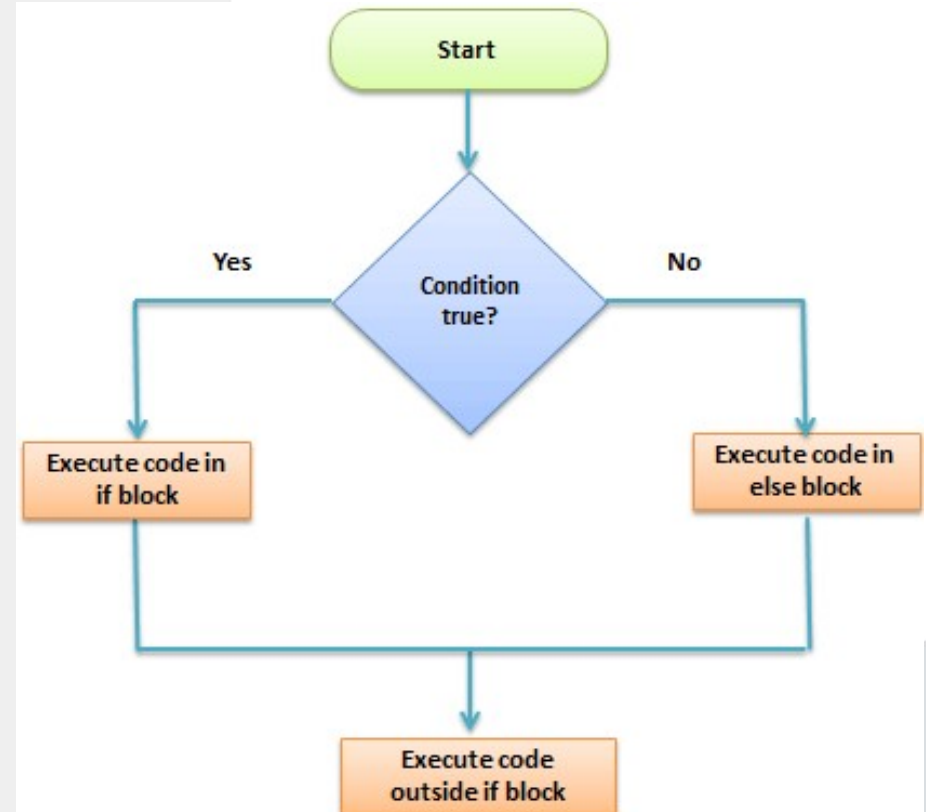 Start
Yes
No
Condition
true?
Execute code in
if block
Execute code in
else block
Execute code
outside if block